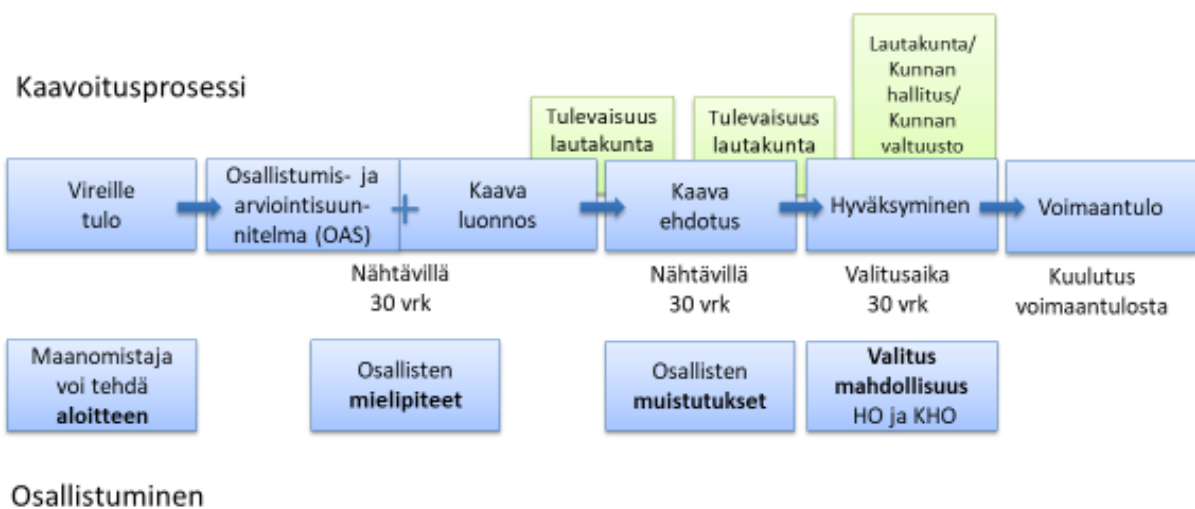 Kaavoitusprosessi
Tulevaisuus
lautakunta
Tulevaisuus
lautakunta
Lautakunta/
Kunnan
hallitus/
Kunnan
valtuusto
Vireille
tulo
Osallistumis- ja
arviointisuun-
nitelma (OAS)
+
Kaava
luonnos
Kaava
ehdotus
Hyväksyminen
Voimaantulo
Nähtävillä
30 vrk
Nähtävillä
30 vrk
Valitusaika
30 vrk
Kuulutus
voimaantulosta
Maanomistaja
voi tehdä
aloitteen
Osallisten
mielipiteet
Osallisten
muistutukset
Valitus
mahdollisuus
HO ja KHO
Osallistuminen